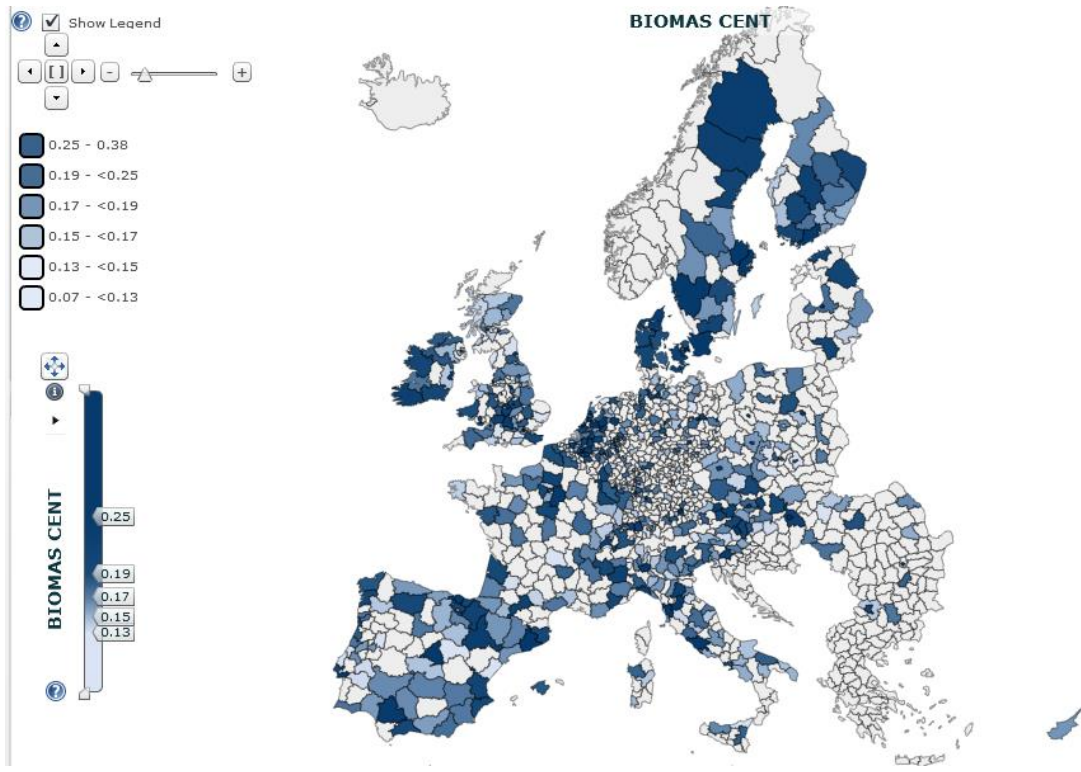 Show Legend
BIOMAS CENT
[ ]
0.25 - 0.38
0.19 - <0.25
0.17 - <0.19
0.15 - <0.17
0.13 - <0.15
0.07 - <0.13
BIOMAS CENT
0.25
0.19
0.17
0.15
0.13